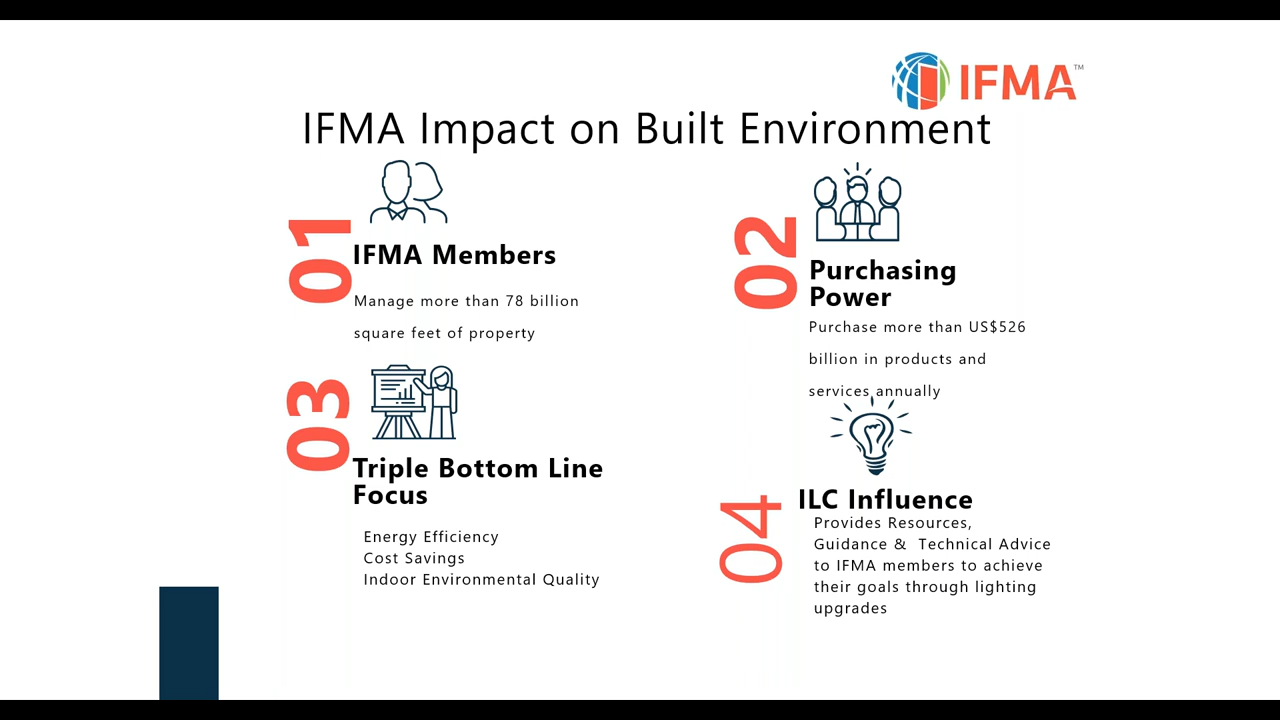 IFMA™
IFMA Impact on Built Environment
01
IFMA Members
Manage more than 78 billion
square feet of property
02
Purchasing
Power
Purchase more than US$526
billion in products and
services annually
03
Triple Bottom Line
Focus
Energy Efficiency
Cost Savings
Indoor Environmental Quality
04
ILC Influence
Provides Resources,
Guidance &  Technical Advice
to IFMA members to achieve
their goals through lighting
upgrades